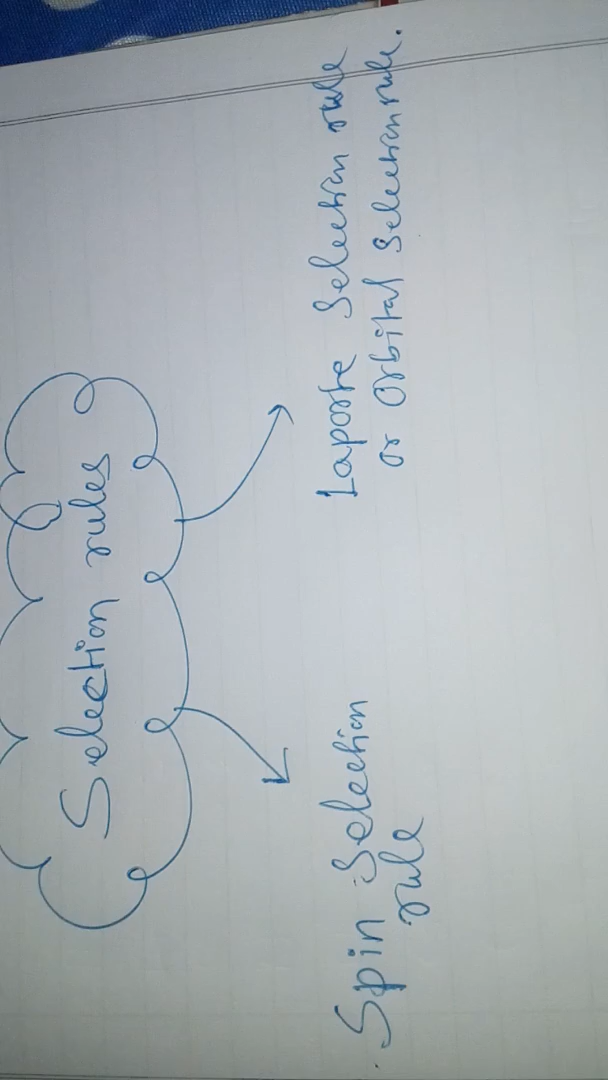 Selection rules
Spin Selection
rule
Laporte Selection rule
or Orbital Selection rule.